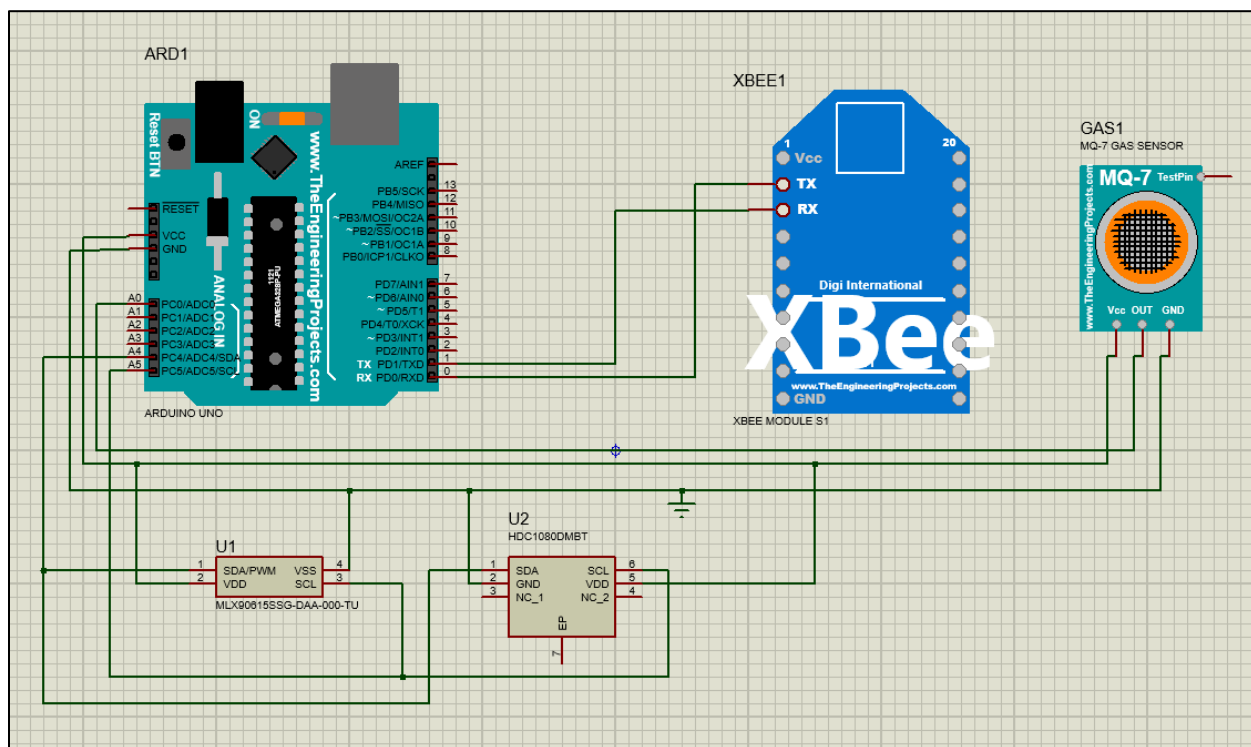 ARD1
Reset BTN
ON
www.TheEngineeringProjects.com
ANALOG IN
1121
ATMEGA328P-PU
RESET
VCC
GND
A0 PC0/ADC0
A1 PC1/ADC1
A2 PC2/ADC2
A3 PC3/ADC3
A4 PC4/ADC4/SDA
A5 PC5/ADC5/SCL
AREF
PB5/SCK 13
PB4/MISO 12
~PB3/MOSI/OC2A 11
~PB2/SS/OC1B 10
~PB1/OC1A 9
PB0/ICP1/CLKO 8
PD7/AIN1 7
~PD6/AIN0 6
~PD5/T1 5
PD4/T0/XCK 4
~PD3/INT1 3
PD2/INT0 2
TX PD1/TXD 1
RX PD0/RXD 0
ARDUINO UNO
XBEE1
1 20
Vcc
TX
RX
Digi International
XBee
www.TheEngineeringProjects.com
GND
XBEE MODULE S1
GAS1
MQ-7 GAS SENSOR
MQ-7 TestPin
www.TheEngineeringProjects.com
Vcc OUT GND
U1
1 SDA/PWM VSS 4
2 VDD SCL 3
MLX90615SSG-DAA-000-TU
U2
HDC1080DMBT
1 SDA SCL 6
2 GND VDD 5
3 NC_1 NC_2 4
EP
7